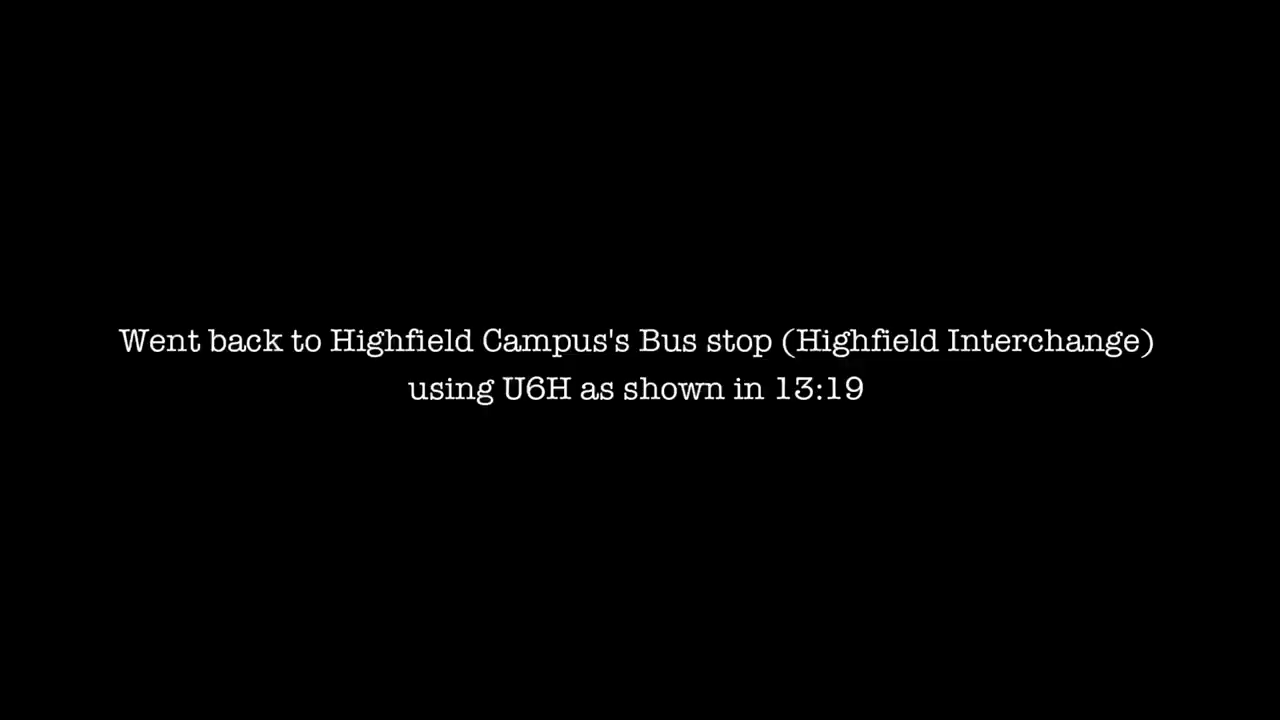 Went back to Highfield Campus's Bus stop (Highfield Interchange)
using U6H as shown in 13:19